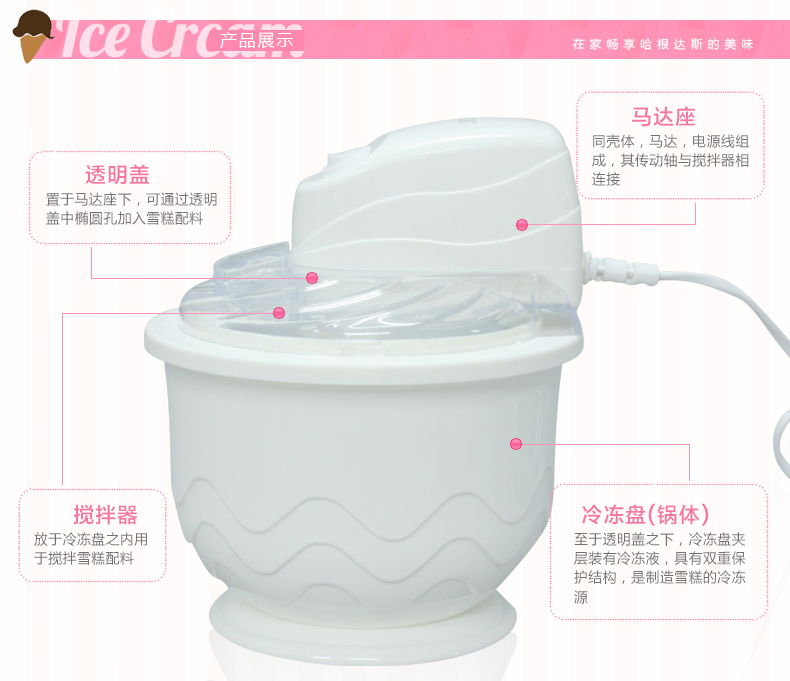 Ice Cream
产品展示
在家畅享哈根达斯的美味
马达座
同壳体，马达，电源线组
成，其传动轴与搅拌器相
连接
透明盖
置于马达座下，可通过透明
盖中椭圆孔加入雪糕配料
搅拌器
放于冷冻盘之内用
于搅拌雪糕配料
冷冻盘(锅体)
至于透明盖之下，冷冻盘夹
层装有冷冻液，具有双重保
护结构，是制造雪糕的冷冻
源